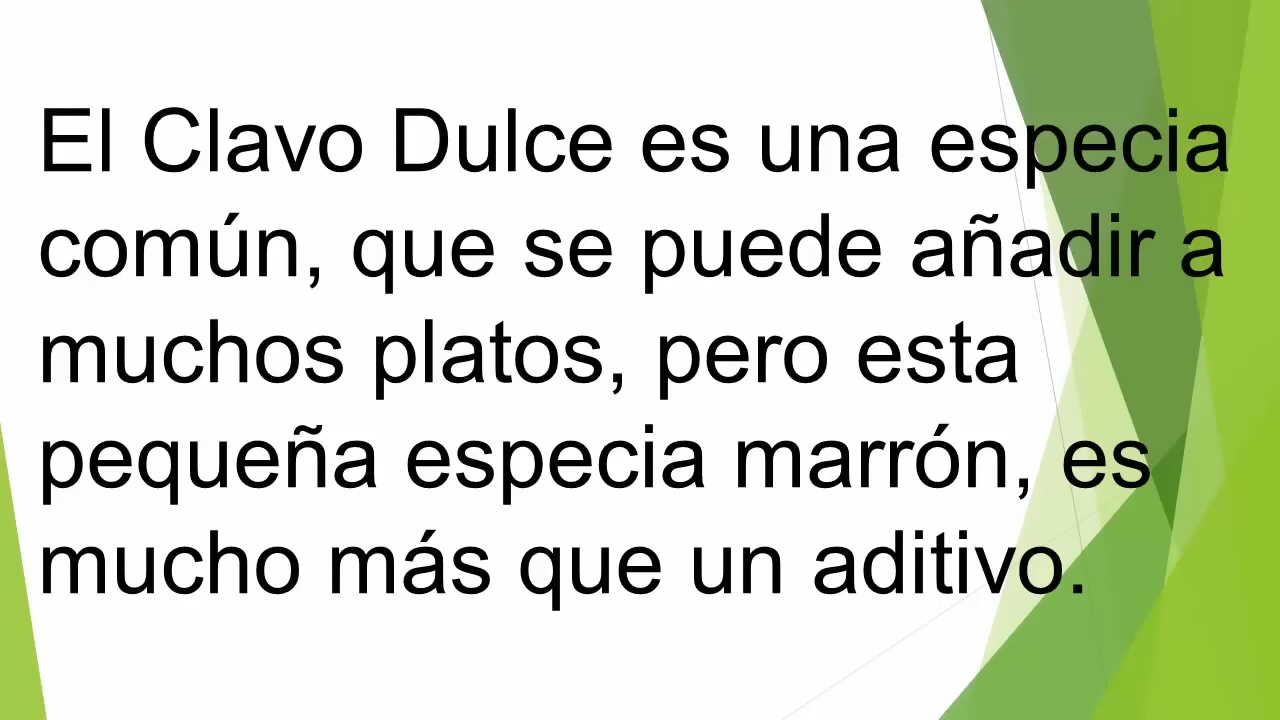 El Clavo Dulce es una especia
común, que se puede añadir a
muchos platos, pero esta
pequeña especia marrón, es
mucho más que un aditivo.